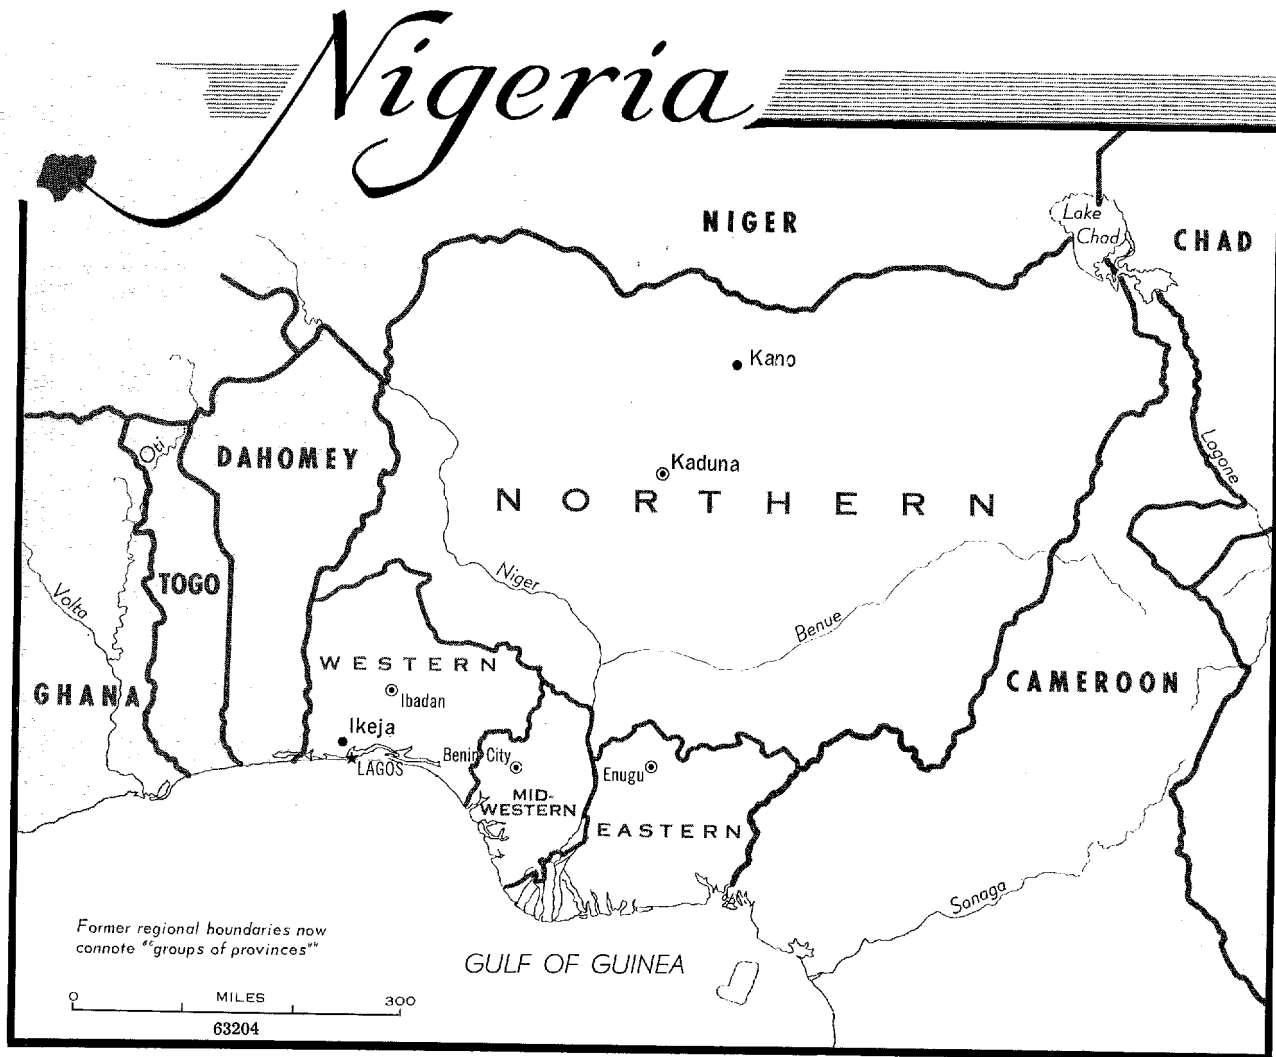 Nigeria
NIGER
Lake
Chad
CHAD
Kano
Oti
DAHOMEY
Kaduna
Logone
NORTHERN
TOGO
Niger
Volta
Benue
WESTERN
GHANA
Ibadan
CAMEROON
Ikeja
Benin City
LAGOS
Enugu
MID-
WESTERN
EASTERN
Sanaga
Former regional boundaries now
connote "groups of provinces"
GULF OF GUINEA
0 MILES 300
63204